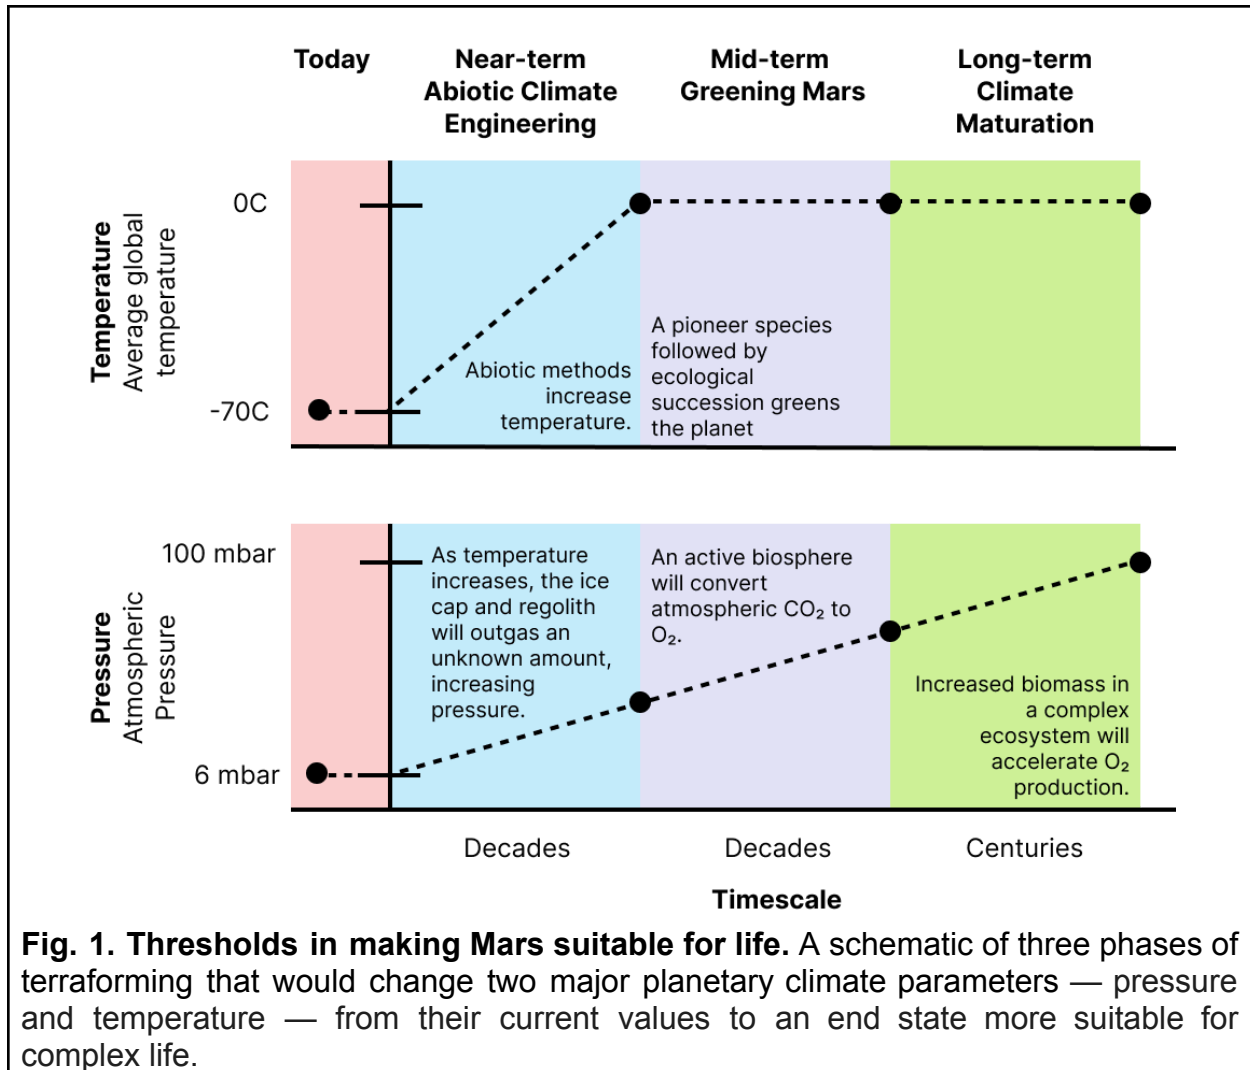 Today
Near-term
Abiotic Climate
Engineering
Mid-term
Greening Mars
Long-term
Climate
Maturation
Temperature
Average global
temperature
0C
-70C
Abiotic methods
increase
temperature.
A pioneer species
followed by
ecological
succession greens
the planet
Pressure
Atmospheric
Pressure
100 mbar
6 mbar
As temperature
increases, the ice
cap and regolith
will outgas an
unknown amount,
increasing
pressure.
An active biosphere
will convert
atmospheric CO₂ to
O₂.
Increased biomass in
a complex
ecosystem will
accelerate O₂
production.
Decades
Decades
Centuries
Timescale
Fig. 1. Thresholds in making Mars suitable for life. A schematic of three phases of
terraforming that would change two major planetary climate parameters — pressure
and temperature — from their current values to an end state more suitable for
complex life.